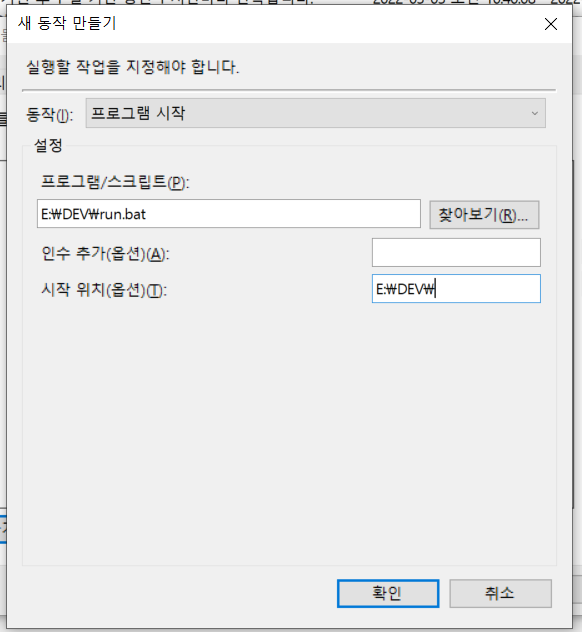 새 동작 만들기
실행할 작업을 지정해야 합니다.
동작(I): 프로그램 시작
설정
프로그램/스크립트(P):
E:₩DEV₩run.bat 찾아보기(R)...
인수 추가(옵션)(A):
시작 위치(옵션)(T): E:₩DEV₩
확인 취소